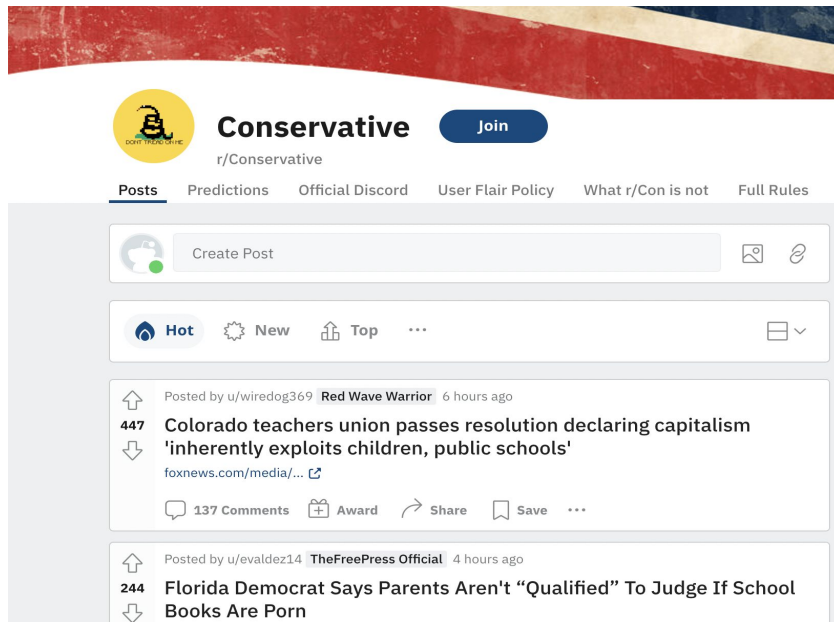 DONT TREAD ON ME
Conservative
Join
r/Conservative
Posts Predictions Official Discord User Flair Policy What r/Con is not Full Rules
Create Post
Hot New Top ...
Posted by u/wiredog369 Red Wave Warrior 6 hours ago
447
Colorado teachers union passes resolution declaring capitalism
'inherently exploits children, public schools'
foxnews.com/media/...
137 Comments Award Share Save ...
Posted by u/evaldez14 TheFreePress Official 4 hours ago
244
Florida Democrat Says Parents Aren't “Qualified” To Judge If School
Books Are Porn